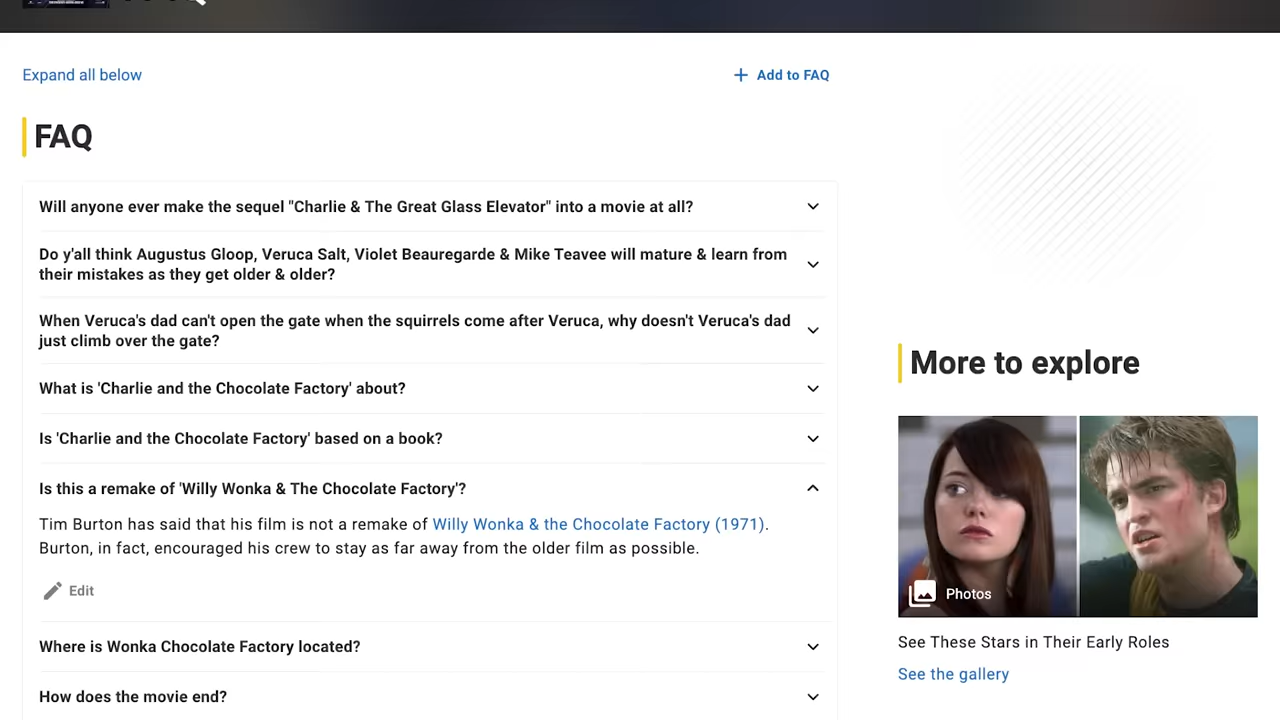 Expand all below
Add to FAQ
FAQ
Will anyone ever make the sequel "Charlie & The Great Glass Elevator" into a movie at all?
Do y'all think Augustus Gloop, Veruca Salt, Violet Beauregarde & Mike Teavee will mature & learn from
their mistakes as they get older & older?
When Veruca's dad can't open the gate when the squirrels come after Veruca, why doesn't Veruca's dad
just climb over the gate?
What is 'Charlie and the Chocolate Factory' about?
Is 'Charlie and the Chocolate Factory' based on a book?
Is this a remake of 'Willy Wonka & The Chocolate Factory'?
Tim Burton has said that his film is not a remake of Willy Wonka & the Chocolate Factory (1971).
Burton, in fact, encouraged his crew to stay as far away from the older film as possible.
Edit
Where is Wonka Chocolate Factory located?
How does the movie end?
More to explore
Photos
See These Stars in Their Early Roles
See the gallery